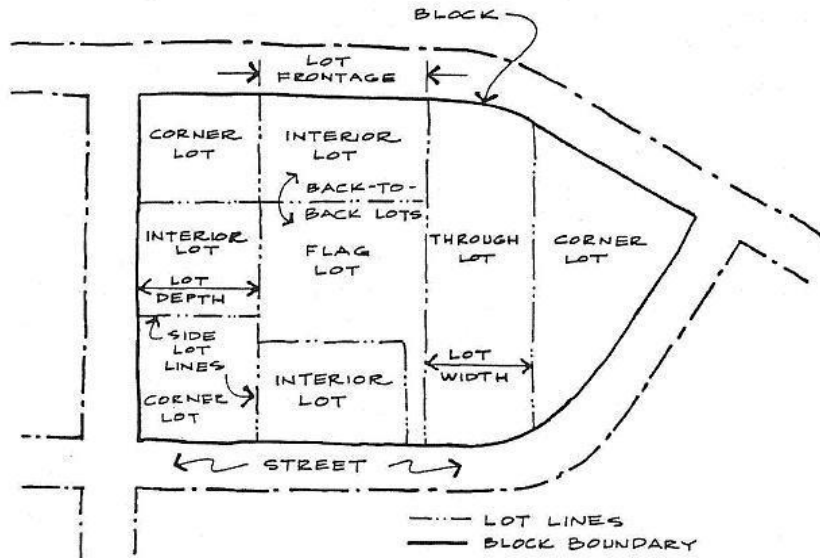 BLOCK
LOT
FRONTAGE
CORNER
LOT
INTERIOR
LOT
BACK-TO-
BACK LOTS
INTERIOR
LOT
FLAG
LOT
THROUGH
LOT
CORNER
LOT
LOT
DEPTH
SIDE
LOT
LINES
LOT
WIDTH
INTERIOR
LOT
CORNER
LOT
STREET
LOT LINES
BLOCK BOUNDARY